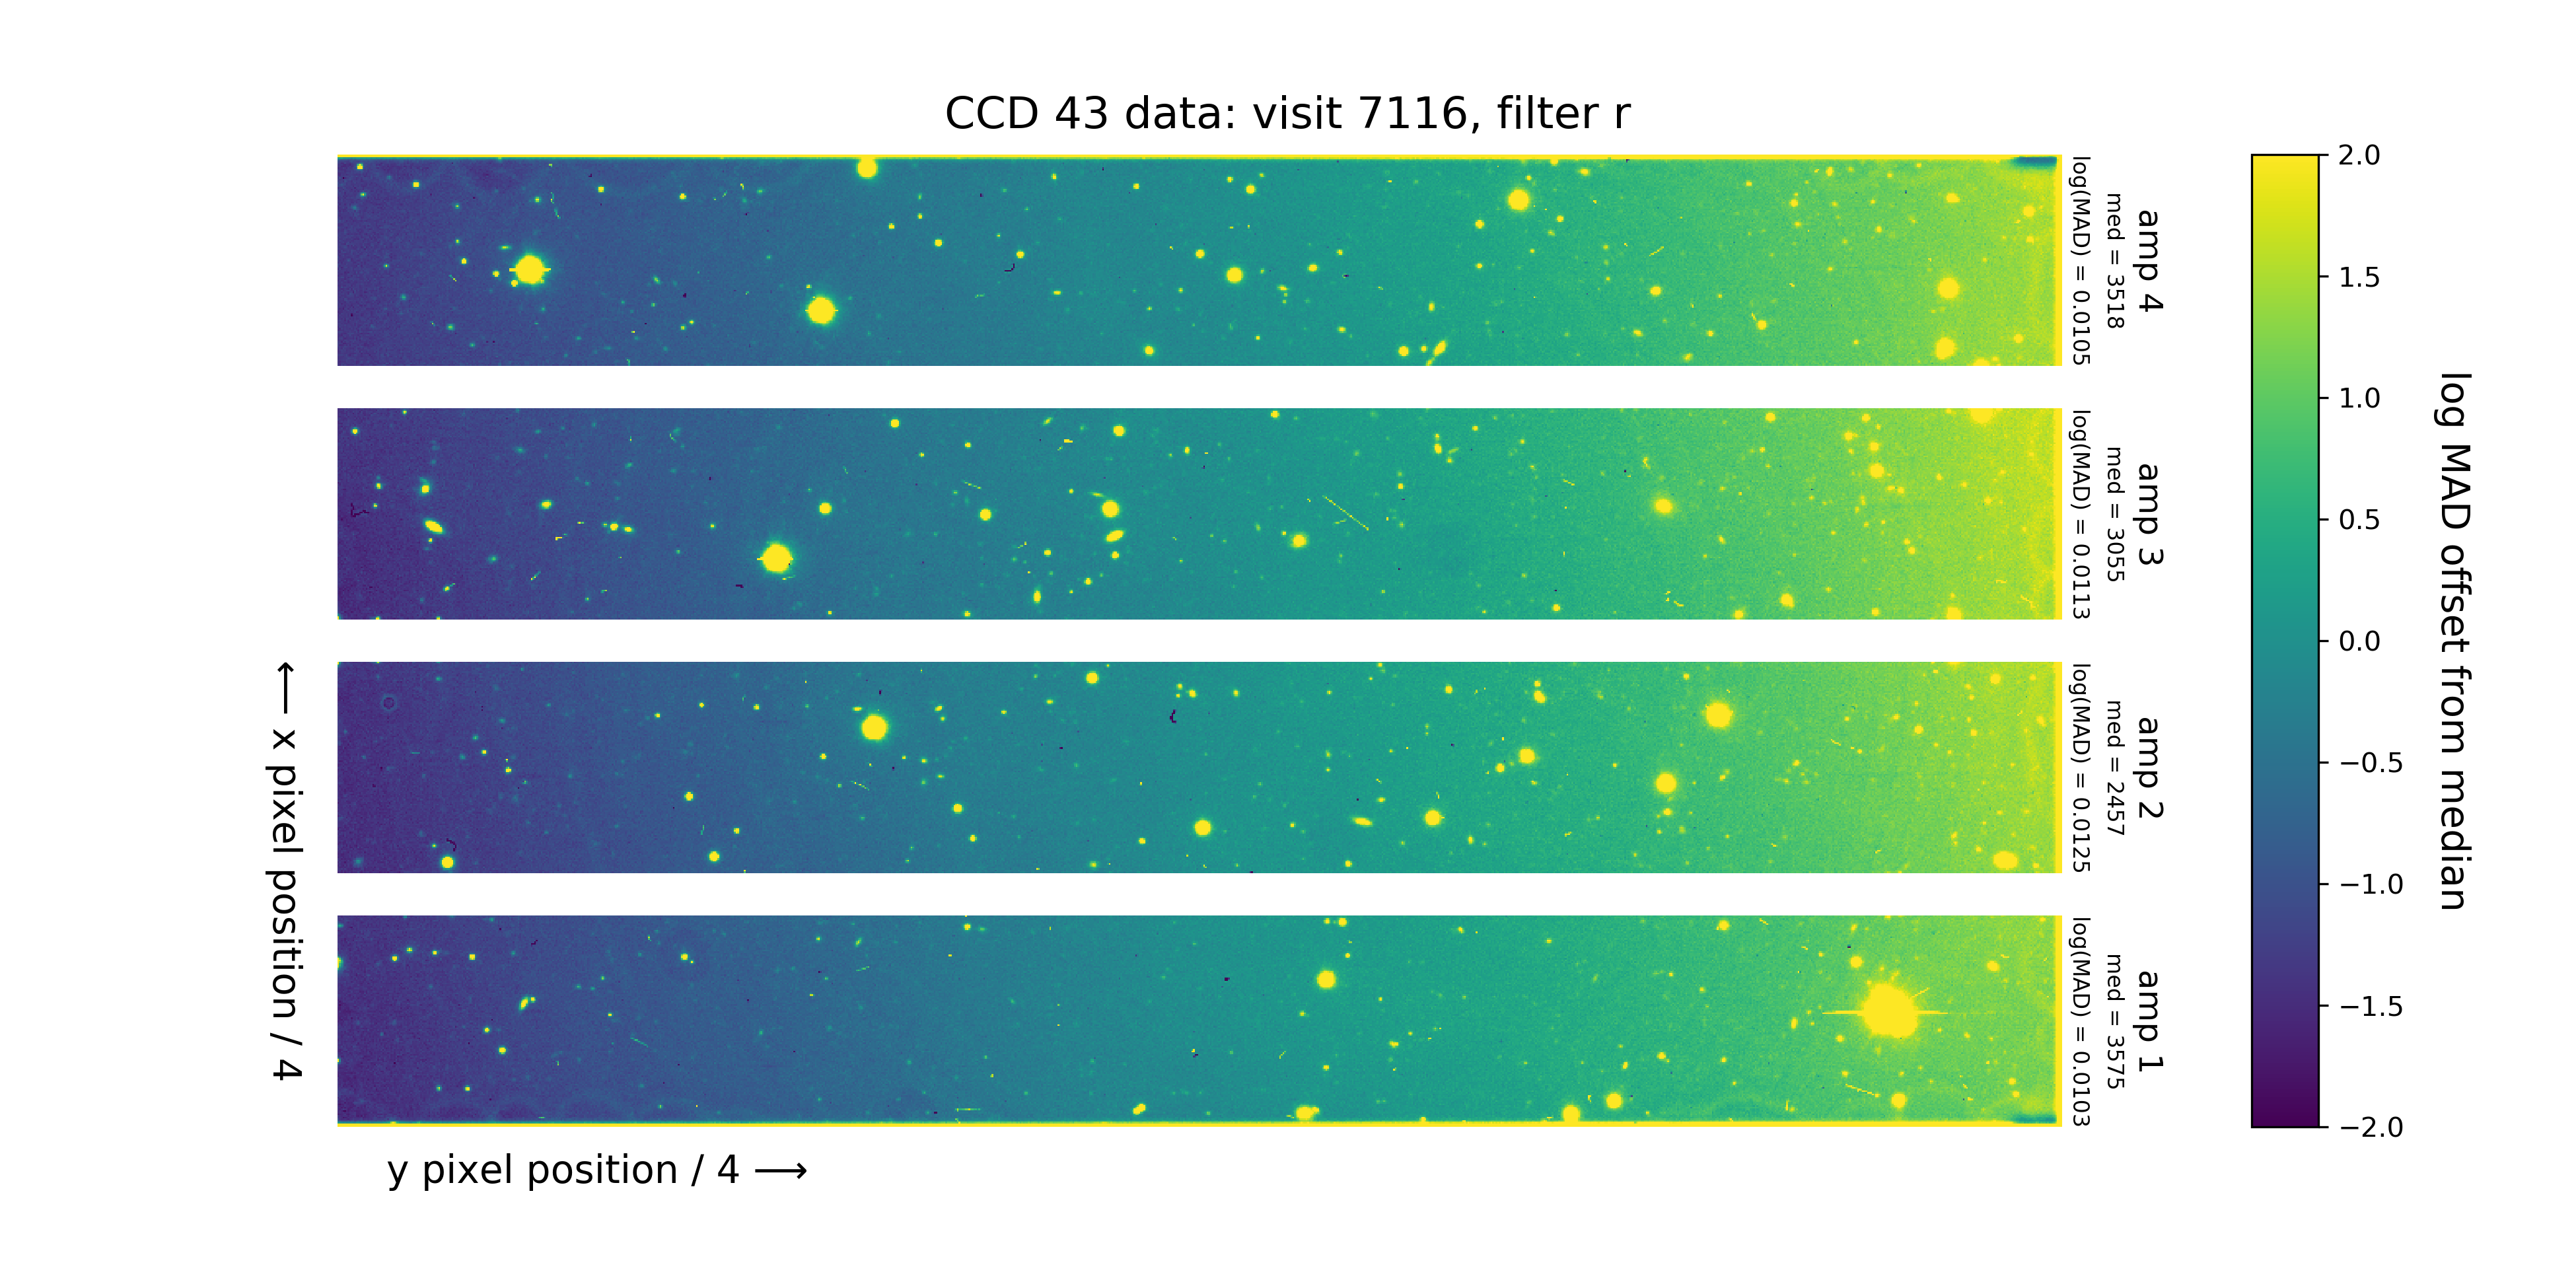 CCD 43 data: visit 7116, filter r
amp 4
med = 3518
log(MAD) = 0.0105
amp 3
med = 3055
log(MAD) = 0.0113
amp 2
med = 2457
log(MAD) = 0.0125
amp 1
med = 3575
log(MAD) = 0.0103
⟵ x pixel position / 4
y pixel position / 4 ⟶
2.0
1.5
1.0
0.5
0.0
−0.5
−1.0
−1.5
−2.0
log MAD offset from median